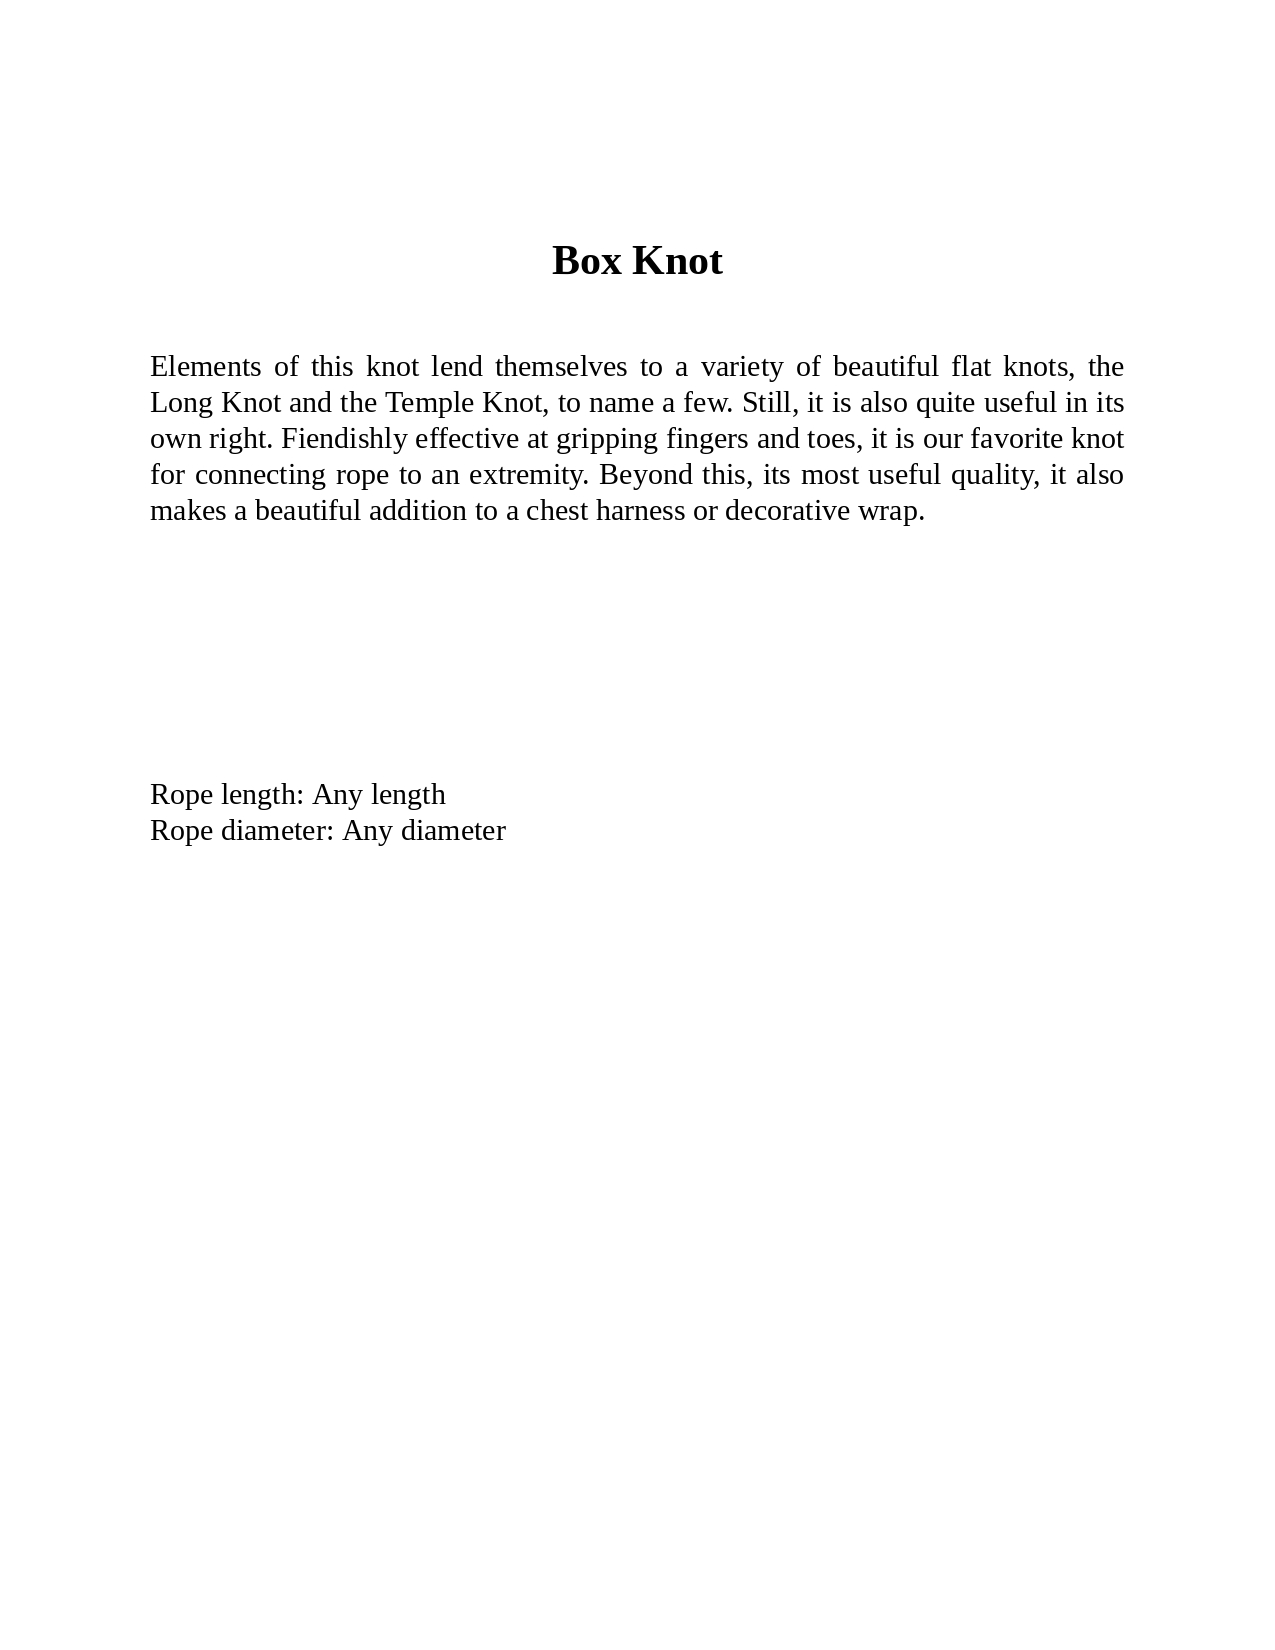 Box Knot
Elements of this knot lend themselves to a variety of beautiful flat knots, the
Long Knot and the Temple Knot, to name a few. Still, it is also quite useful in its
own right. Fiendishly effective at gripping fingers and toes, it is our favorite knot
for connecting rope to an extremity. Beyond this, its most useful quality, it also
makes a beautiful addition to a chest harness or decorative wrap.
Rope length: Any length
Rope diameter: Any diameter